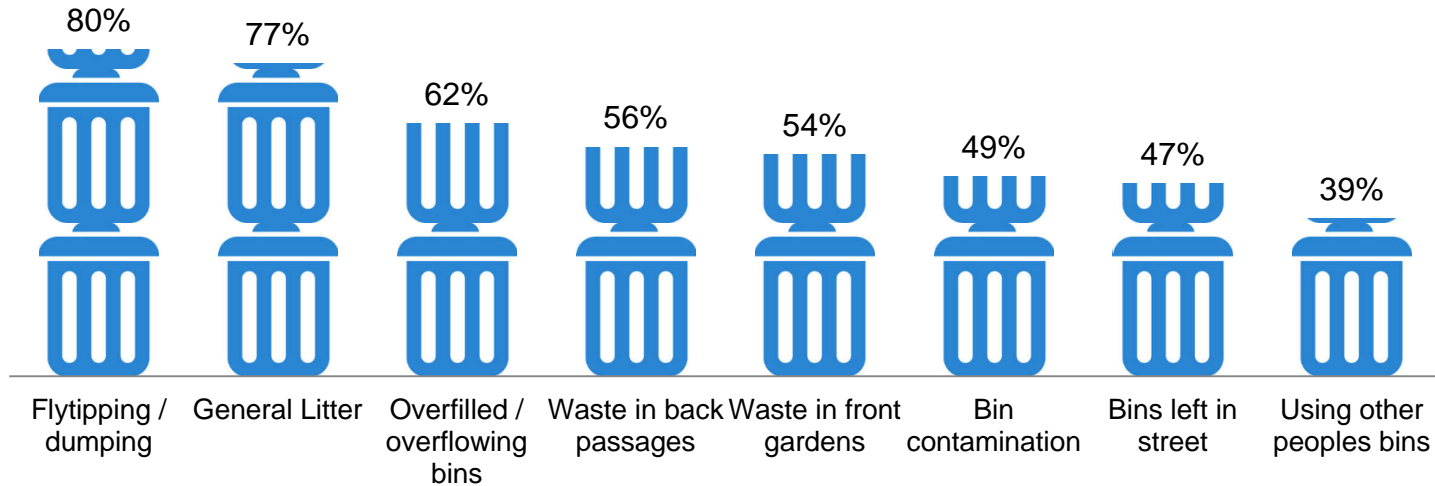 80%
77%
62%
56%
54%
49%
47%
39%
Flytipping /
dumping
General Litter
Overfilled /
overflowing
bins
Waste in back
passages
Waste in front
gardens
Bin
contamination
Bins left in
street
Using other
peoples bins